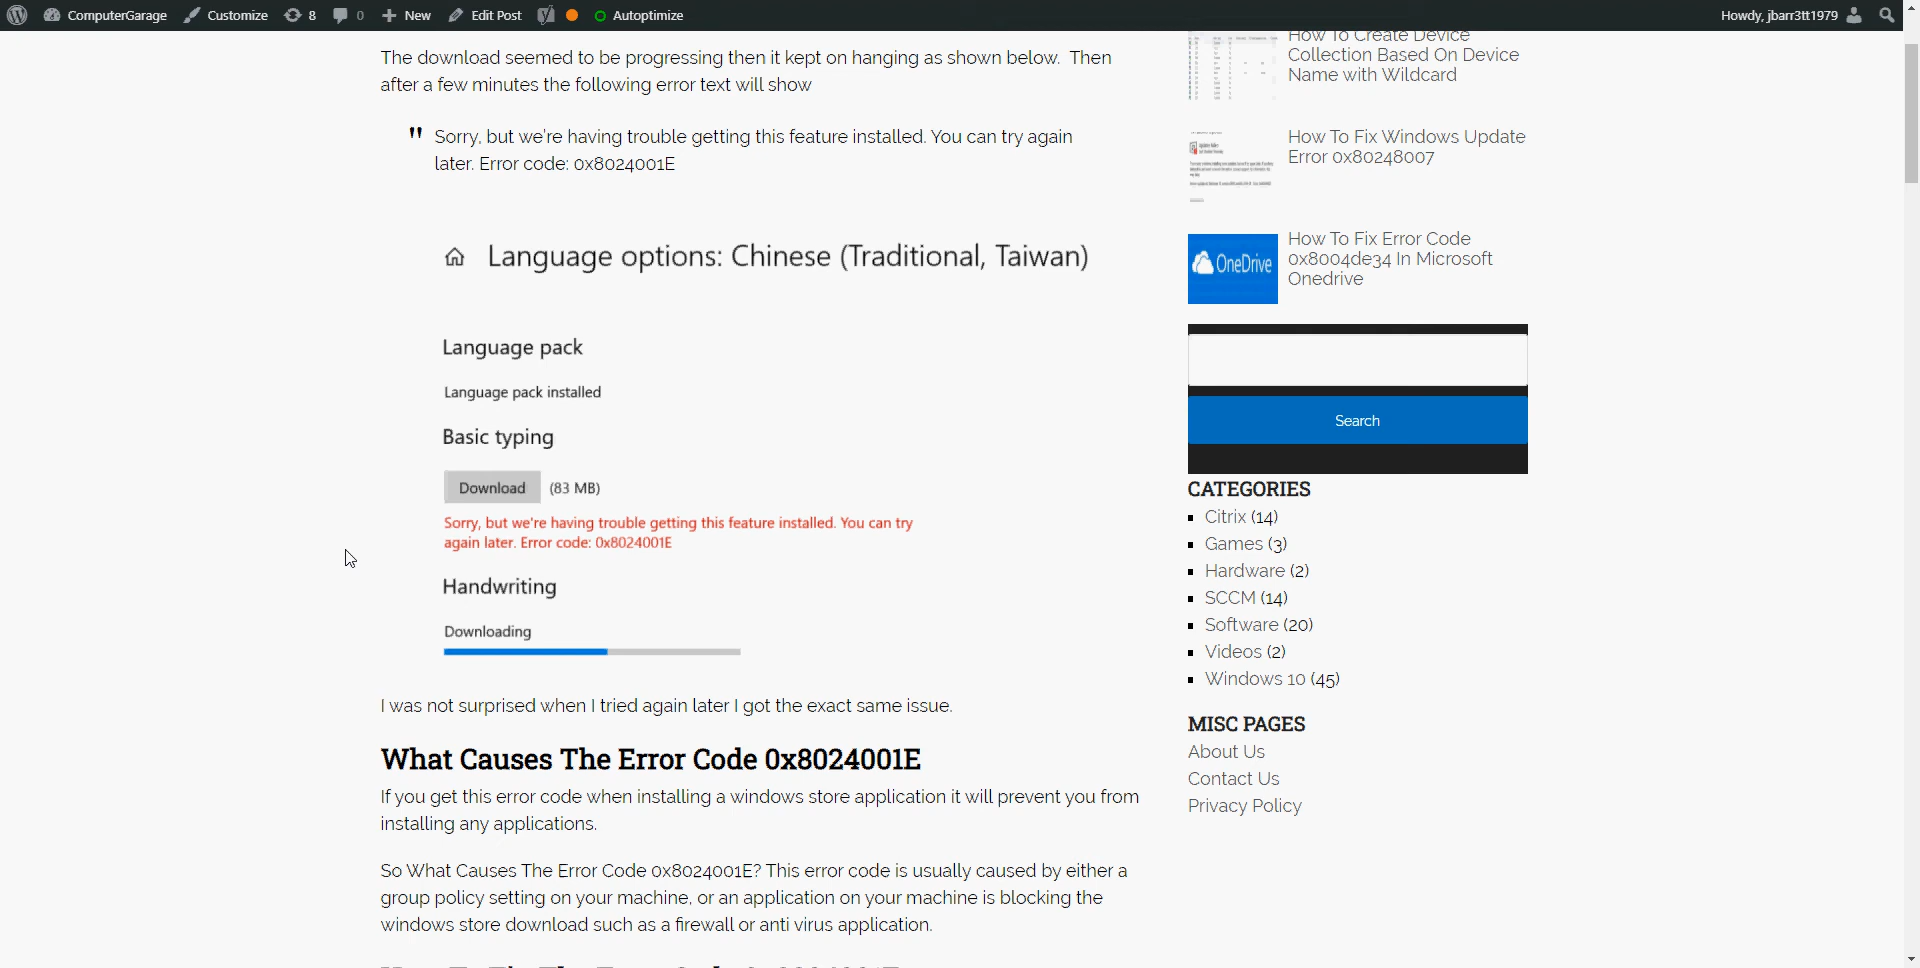 ComputerGarage Customize 8 0 New Edit Post Autoptimize Howdy, jbarr3tt1979
The download seemed to be progressing then it kept on hanging as shown below. Then
after a few minutes the following error text will show
" Sorry, but we're having trouble getting this feature installed. You can try again
later. Error code: 0x8024001E
Language options: Chinese (Traditional, Taiwan)
Language pack
Language pack installed
Basic typing
Download (83 MB)
Sorry, but we're having trouble getting this feature installed. You can try
again later. Error code: 0x8024001E
Handwriting
Downloading
I was not surprised when I tried again later I got the exact same issue.
What Causes The Error Code 0x8024001E
If you get this error code when installing a windows store application it will prevent you from
installing any applications.
So What Causes The Error Code 0x8024001E? This error code is usually caused by either a
group policy setting on your machine, or an application on your machine is blocking the
windows store download such as a firewall or anti virus application.
How To Create Device
Collection Based On Device
Name with Wildcard
How To Fix Windows Update
Error 0x80248007
OneDrive
How To Fix Error Code
0x8004de34 In Microsoft
Onedrive
Search
CATEGORIES
Citrix (14)
Games (3)
Hardware (2)
SCCM (14)
Software (20)
Videos (2)
Windows 10 (45)
MISC PAGES
About Us
Contact Us
Privacy Policy